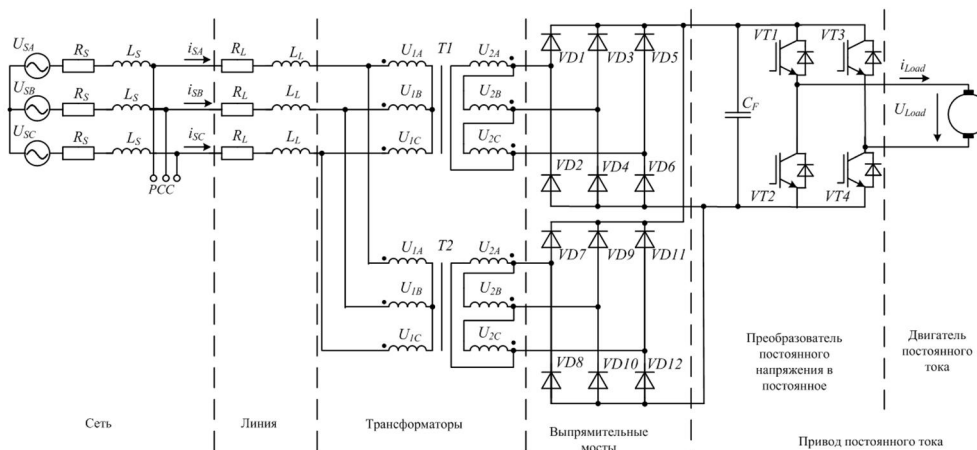 U_SA R_S L_S i_SA R_L L_L U_1A T1 U_2A
U_SB R_S L_S i_SB R_L L_L U_1B U_2B
U_SC R_S L_S i_SC R_L L_L U_1C U_2C
PCC
VD1 VD3 VD5
VD2 VD4 VD6
C_F
VT1 VT3
VT2 VT4
i_Load
U_Load
U_1A T2 U_2A
U_1B U_2B
U_1C U_2C
VD7 VD9 VD11
VD8 VD10 VD12
Преобразователь
постоянного
напряжения в
постоянное
Двигатель
постоянного
тока
Сеть
Линия
Трансформаторы
Выпрямительные
мосты
Привод постоянного тока